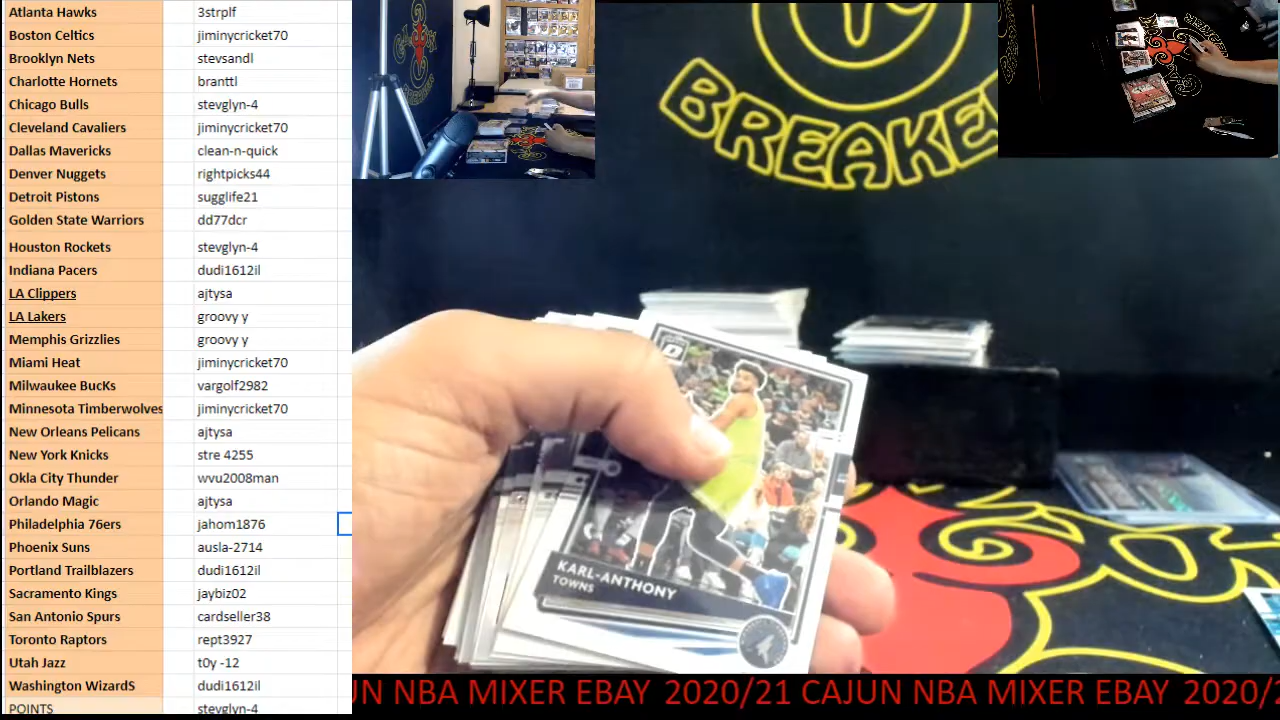 Atlanta Hawks 3strplf
Boston Celtics jiminycricket70
Brooklyn Nets stevsandl
Charlotte Hornets branttl
Chicago Bulls stevglyn-4
Cleveland Cavaliers jiminycricket70
Dallas Mavericks clean-n-quick
Denver Nuggets rightpicks44
Detroit Pistons sugglife21
Golden State Warriors dd77dcr
Houston Rockets stevglyn-4
Indiana Pacers dudi1612il
LA Clippers ajtysa
LA Lakers groovy y
Memphis Grizzlies groovy y
Miami Heat jiminycricket70
Milwaukee BucKs vargolf2982
Minnesota Timberwolves jiminycricket70
New Orleans Pelicans ajtysa
New York Knicks stre 4255
Okla City Thunder wvu2008man
Orlando Magic ajtysa
Philadelphia 76ers jahom1876
Phoenix Suns ausla-2714
Portland Trailblazers dudi1612il
Sacramento Kings jaybiz02
San Antonio Spurs cardseller38
Toronto Raptors rept3927
Utah Jazz t0y -12
Washington WizardS dudi1612il
POINTS stevglyn-4
BREAKE
KARL-ANTHONY
TOWNS
UN NBA MIXER EBAY 2020/21 CAJUN NBA MIXER EBAY 2020/2